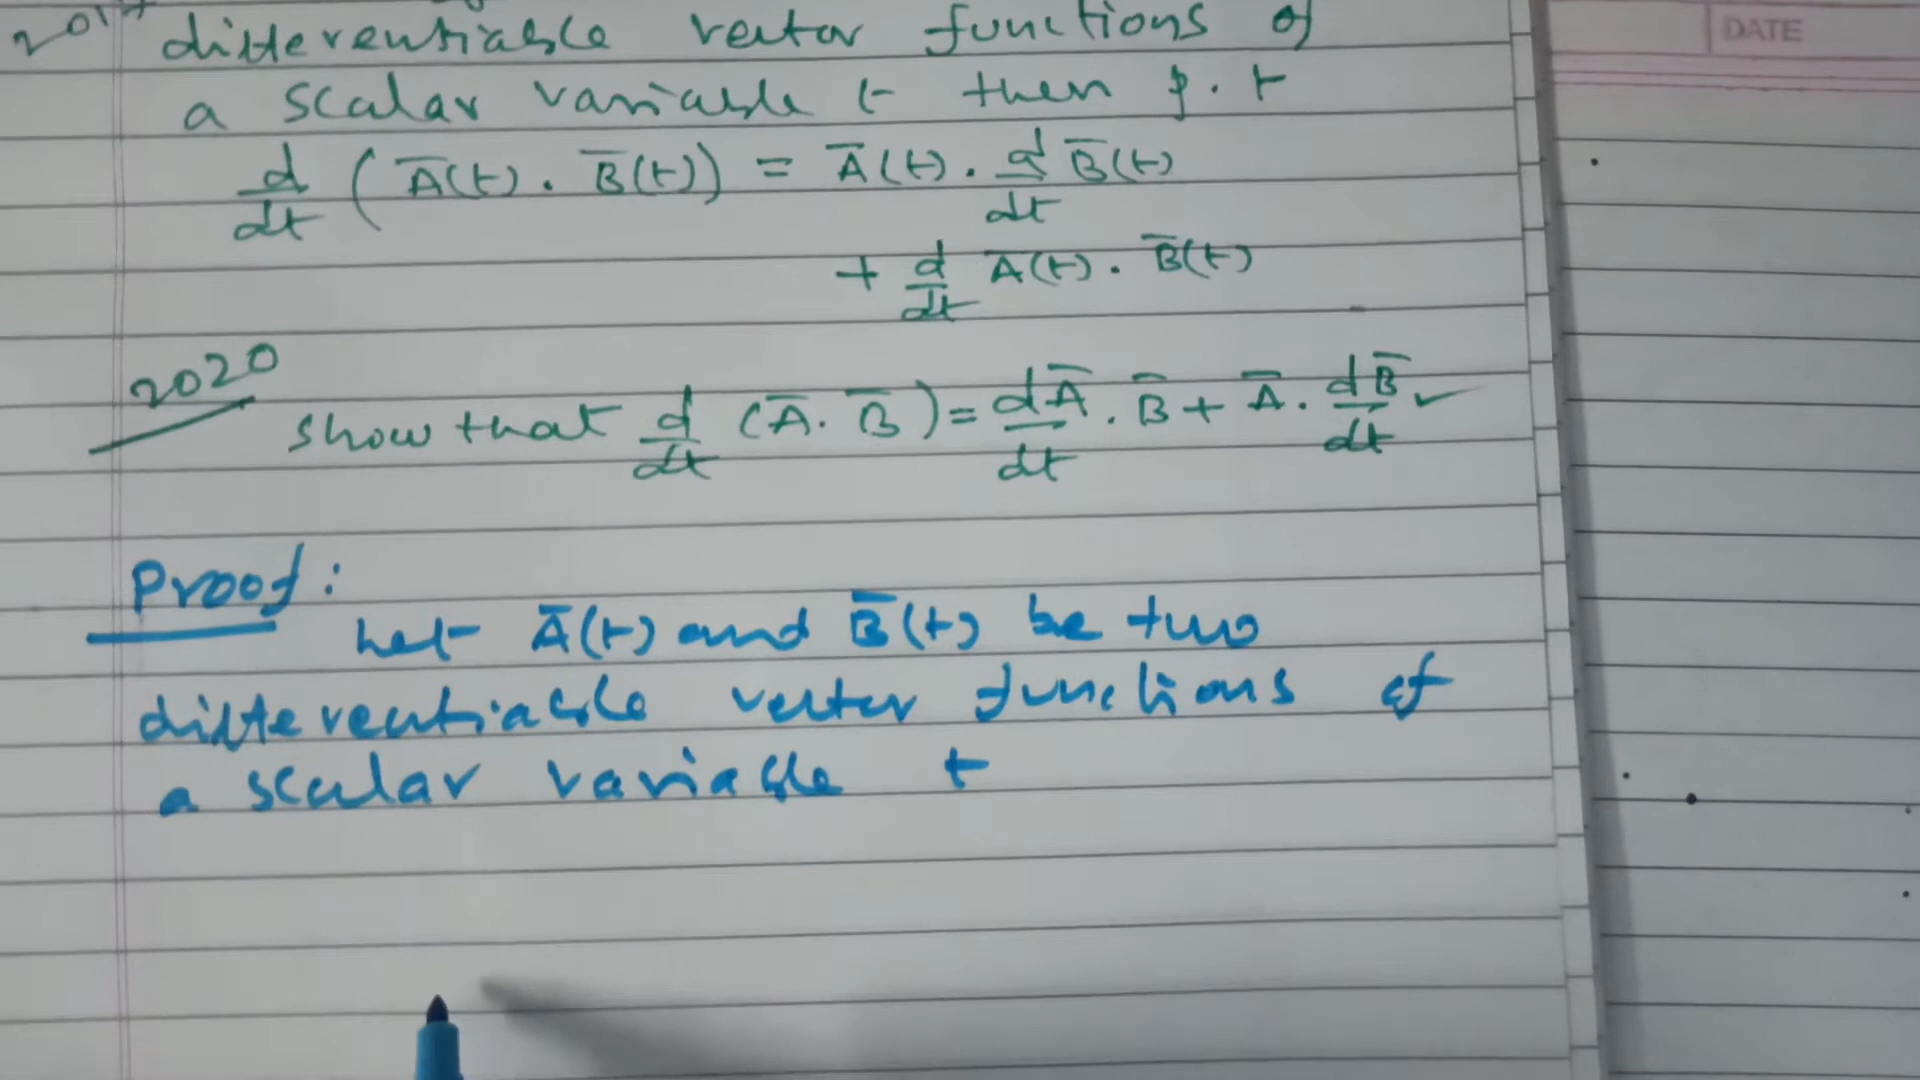 differentiable vector functions of
DATE
a scalar variable t then p.t
d/dt (A̅(t) . B̅(t)) = A̅(t) . d/dt B̅(t)
+ d/dt A̅(t) . B̅(t)
2020
show that d/dt (A̅. B̅) = dA̅/dt . B̅ + A̅ . dB̅/dt ✓
Proof:
Let A̅(t) and B̅(t) be two
differentiable vector functions of
a scalar variable t